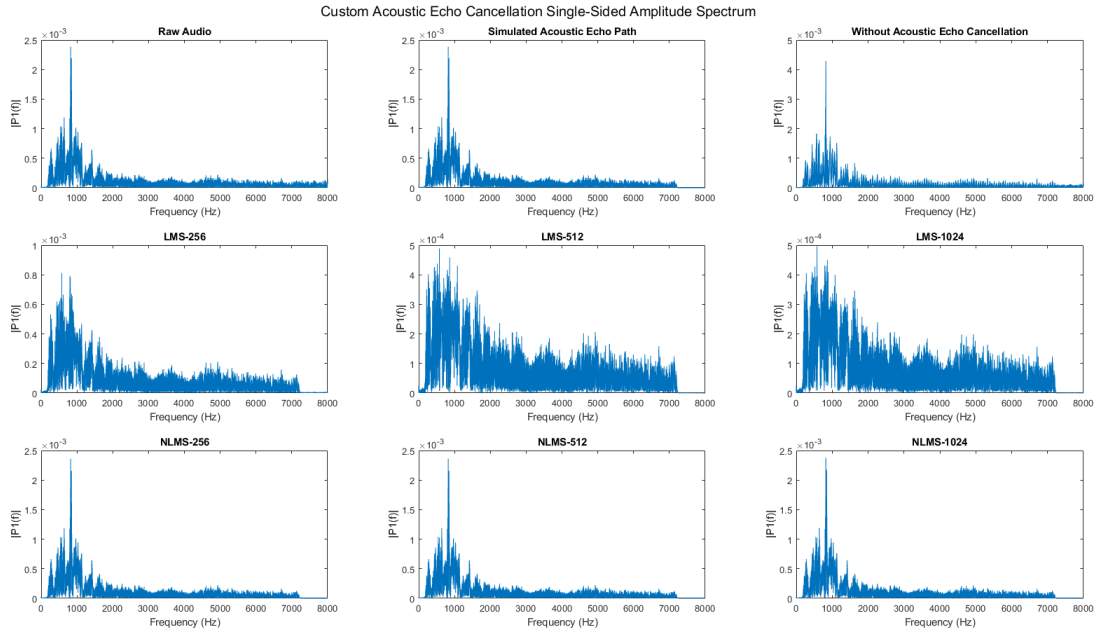 Custom Acoustic Echo Cancellation Single-Sided Amplitude Spectrum
Raw Audio
×10⁻³
2.5
2
1.5
1
0.5
0
|P1(f)|
0 1000 2000 3000 4000 5000 6000 7000 8000
Frequency (Hz)
Simulated Acoustic Echo Path
×10⁻³
2.5
2
1.5
1
0.5
0
|P1(f)|
0 1000 2000 3000 4000 5000 6000 7000 8000
Frequency (Hz)
Without Acoustic Echo Cancellation
×10⁻³
5
4
3
2
1
0
|P1(f)|
0 1000 2000 3000 4000 5000 6000 7000 8000
Frequency (Hz)
LMS-256
×10⁻³
1
0.8
0.6
0.4
0.2
0
|P1(f)|
0 1000 2000 3000 4000 5000 6000 7000 8000
Frequency (Hz)
LMS-512
×10⁻⁴
5
4
3
2
1
0
|P1(f)|
0 1000 2000 3000 4000 5000 6000 7000 8000
Frequency (Hz)
LMS-1024
×10⁻⁴
5
4
3
2
1
0
|P1(f)|
0 1000 2000 3000 4000 5000 6000 7000 8000
Frequency (Hz)
NLMS-256
×10⁻³
2.5
2
1.5
1
0.5
0
|P1(f)|
0 1000 2000 3000 4000 5000 6000 7000 8000
Frequency (Hz)
NLMS-512
×10⁻³
2.5
2
1.5
1
0.5
0
|P1(f)|
0 1000 2000 3000 4000 5000 6000 7000 8000
Frequency (Hz)
NLMS-1024
×10⁻³
2.5
2
1.5
1
0.5
0
|P1(f)|
0 1000 2000 3000 4000 5000 6000 7000 8000
Frequency (Hz)